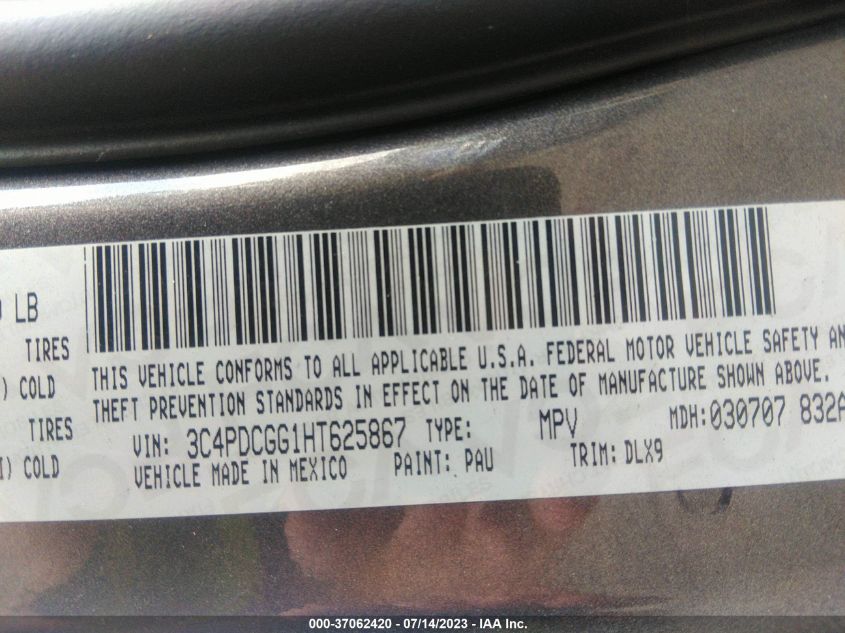 LB
TIRES
) COLD
TIRES
I) COLD
THIS VEHICLE CONFORMS TO ALL APPLICABLE U.S.A. FEDERAL MOTOR VEHICLE SAFETY AN
THEFT PREVENTION STANDARDS IN EFFECT ON THE DATE OF MANUFACTURE SHOWN ABOVE.
VIN: 3C4PDCGG1HT625867 TYPE: MPV MDH:030707 832A
VEHICLE MADE IN MEXICO PAINT: PAU TRIM: DLX9
000-37062420 - 07/14/2023 - IAA Inc.